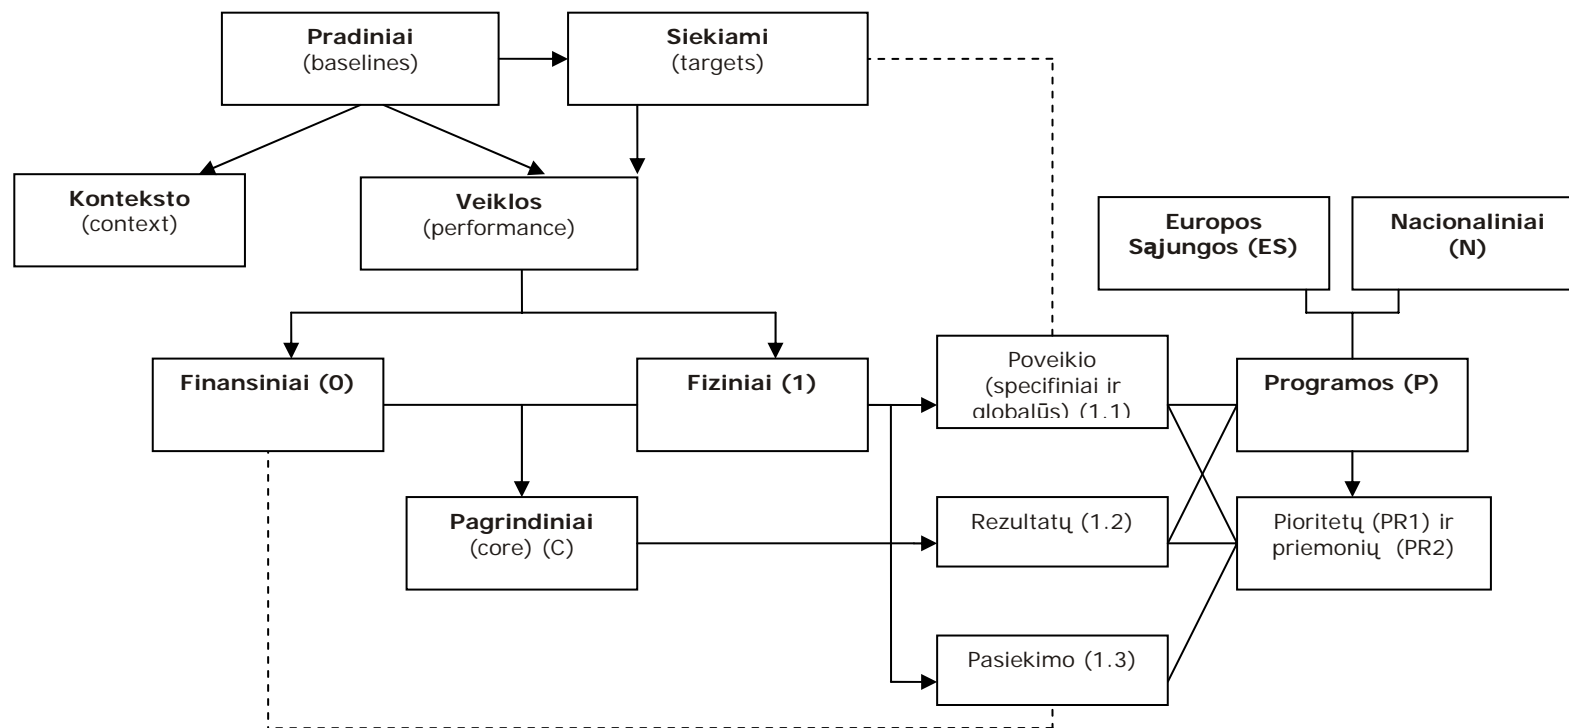 Pradiniai
(baselines)
Siekiami
(targets)
Konteksto
(context)
Veiklos
(performance)
Europos
Sąjungos (ES)
Nacionaliniai
(N)
Finansiniai (0)
Fiziniai (1)
Poveikio
(specifiniai ir
globalūs) (1.1)
Programos (P)
Pagrindiniai
(core) (C)
Rezultatų (1.2)
Pioritetų (PR1) ir
priemonių (PR2)
Pasiekimo (1.3)